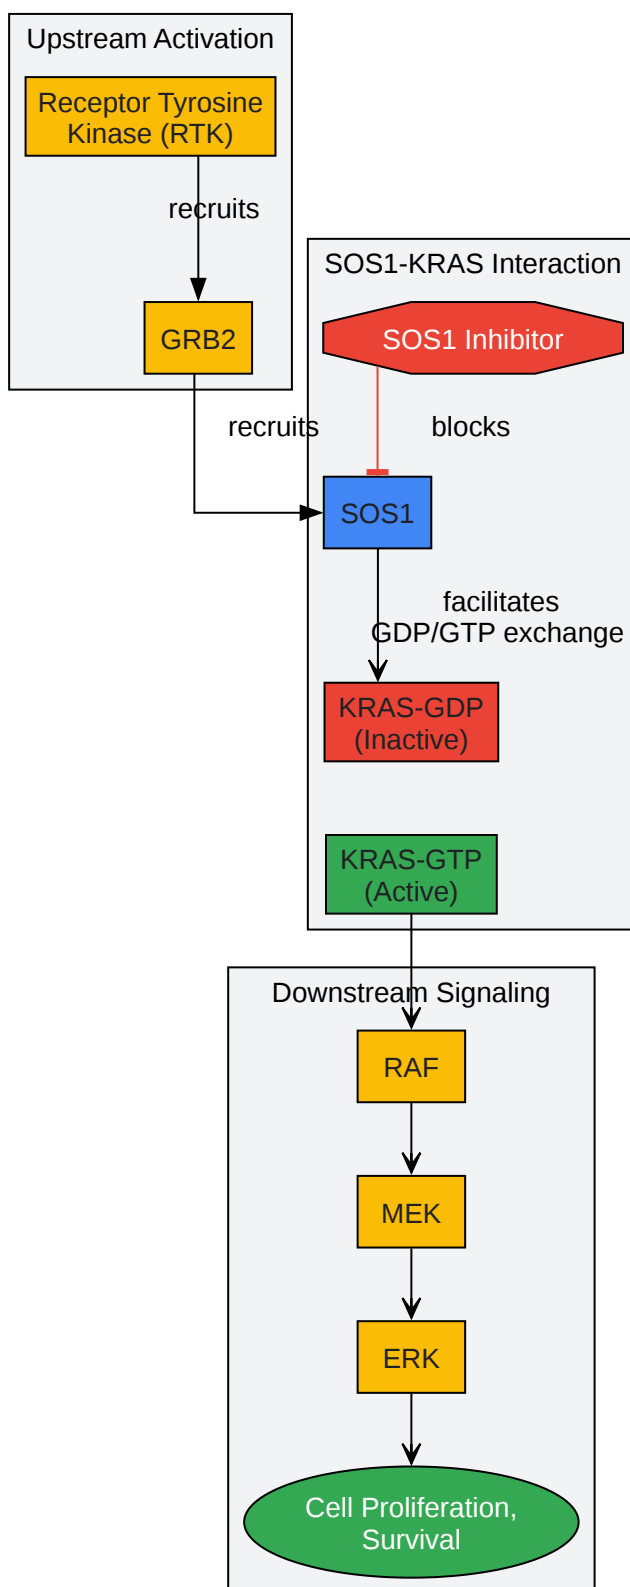 Upstream Activation
Receptor Tyrosine
Kinase (RTK)
recruits
GRB2
SOS1-KRAS Interaction
SOS1 Inhibitor
recruits
blocks
SOS1
facilitates
GDP/GTP exchange
KRAS-GDP
(Inactive)
KRAS-GTP
(Active)
Downstream Signaling
RAF
MEK
ERK
Cell Proliferation,
Survival